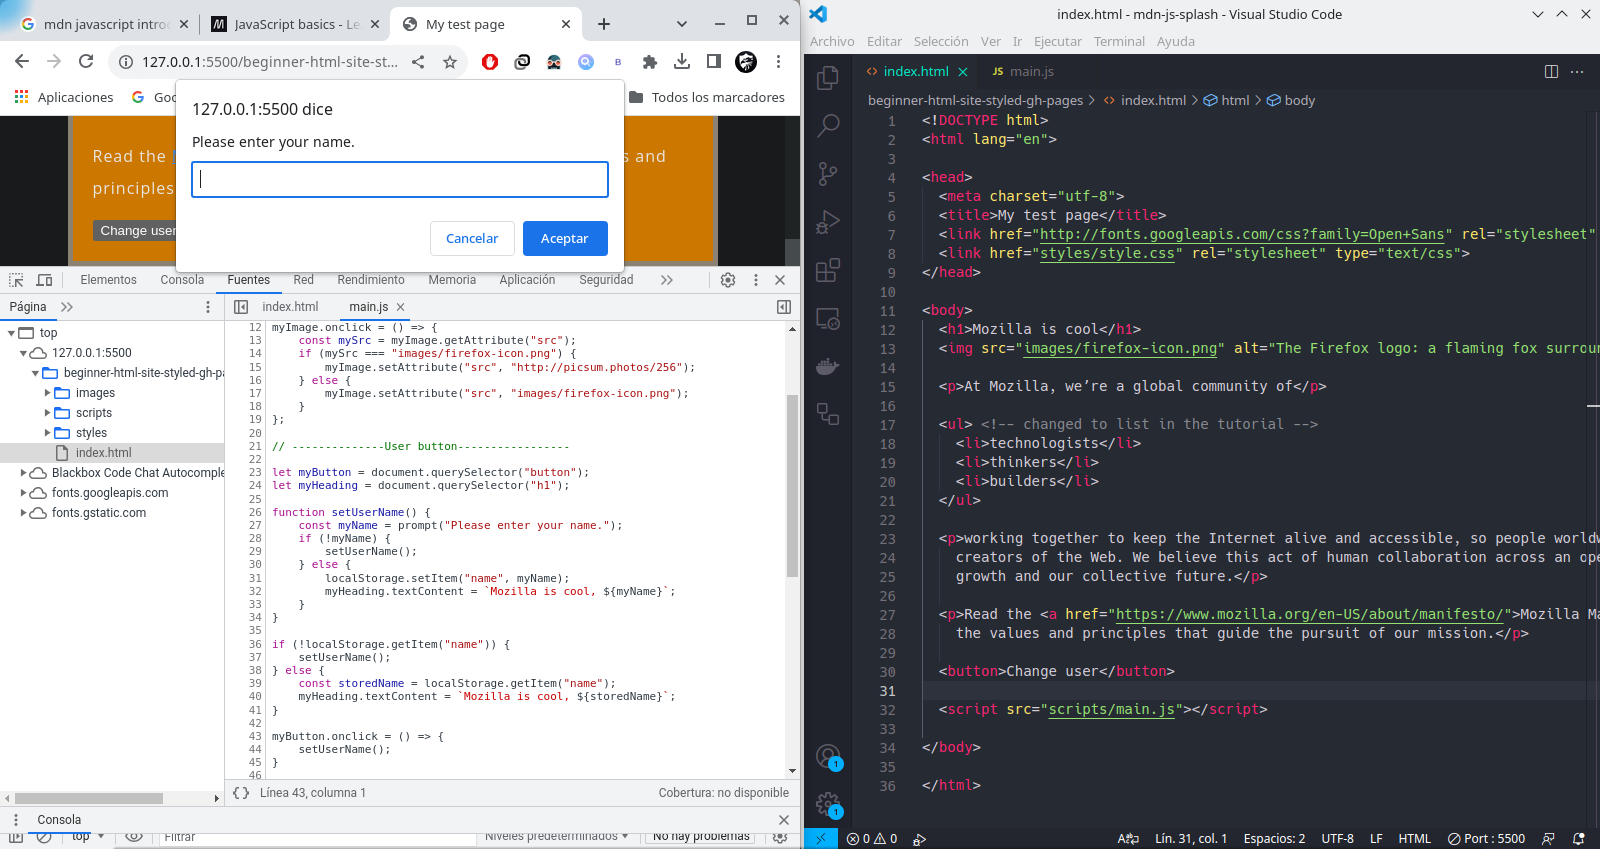 mdn javascript intro
JavaScript basics - Le
My test page
127.0.0.1:5500/beginner-html-site-st...
Aplicaciones
Goo
Todos los marcadores
127.0.0.1:5500 dice
Please enter your name.
Cancelar
Aceptar
Read the
s and
principles
Change user
Elementos
Consola
Fuentes
Red
Rendimiento
Memoria
Aplicación
Seguridad
Página
top
127.0.0.1:5500
beginner-html-site-styled-gh-pa
images
scripts
styles
index.html
Blackbox Code Chat Autocomple
fonts.googleapis.com
fonts.gstatic.com
index.html
main.js
12 myImage.onclick = () => {
13 const mySrc = myImage.getAttribute("src");
14 if (mySrc === "images/firefox-icon.png") {
15 myImage.setAttribute("src", "http://picsum.photos/256");
16 } else {
17 myImage.setAttribute("src", "images/firefox-icon.png");
18 }
19 };
20
21 // --------------User button-----------------
22
23 let myButton = document.querySelector("button");
24 let myHeading = document.querySelector("h1");
25
26 function setUserName() {
27 const myName = prompt("Please enter your name.");
28 if (!myName) {
29 setUserName();
30 } else {
31 localStorage.setItem("name", myName);
32 myHeading.textContent = `Mozilla is cool, ${myName}`;
33 }
34 }
35
36 if (!localStorage.getItem("name")) {
37 setUserName();
38 } else {
39 const storedName = localStorage.getItem("name");
40 myHeading.textContent = `Mozilla is cool, ${storedName}`;
41 }
42
43 myButton.onclick = () => {
44 setUserName();
45 }
46
{} Línea 43, columna 1
Cobertura: no disponible
Consola
top
Filtrar
Niveles predeterminados
No hay problemas
index.html - mdn-js-splash - Visual Studio Code
Archivo Editar Selección Ver Ir Ejecutar Terminal Ayuda
index.html
JS main.js
beginner-html-site-styled-gh-pages > index.html > html > body
1 <!DOCTYPE html>
2 <html lang="en">
3
4 <head>
5 <meta charset="utf-8">
6 <title>My test page</title>
7 <link href="http://fonts.googleapis.com/css?family=Open+Sans" rel="stylesheet"
8 <link href="styles/style.css" rel="stylesheet" type="text/css">
9 </head>
10
11 <body>
12 <h1>Mozilla is cool</h1>
13 <img src="images/firefox-icon.png" alt="The Firefox logo: a flaming fox surrou
14
15 <p>At Mozilla, we’re a global community of</p>
16
17 <ul> <!-- changed to list in the tutorial -->
18 <li>technologists</li>
19 <li>thinkers</li>
20 <li>builders</li>
21 </ul>
22
23 <p>working together to keep the Internet alive and accessible, so people worldw
24 creators of the Web. We believe this act of human collaboration across an ope
25 growth and our collective future.</p>
26
27 <p>Read the <a href="https://www.mozilla.org/en-US/about/manifesto/">Mozilla Ma
28 the values and principles that guide the pursuit of our mission.</p>
29
30 <button>Change user</button>
31
32 <script src="scripts/main.js"></script>
33
34 </body>
35
36 </html>
1
1
0 0
Lín. 31, col. 1
Espacios: 2
UTF-8
LF
HTML
Port : 5500